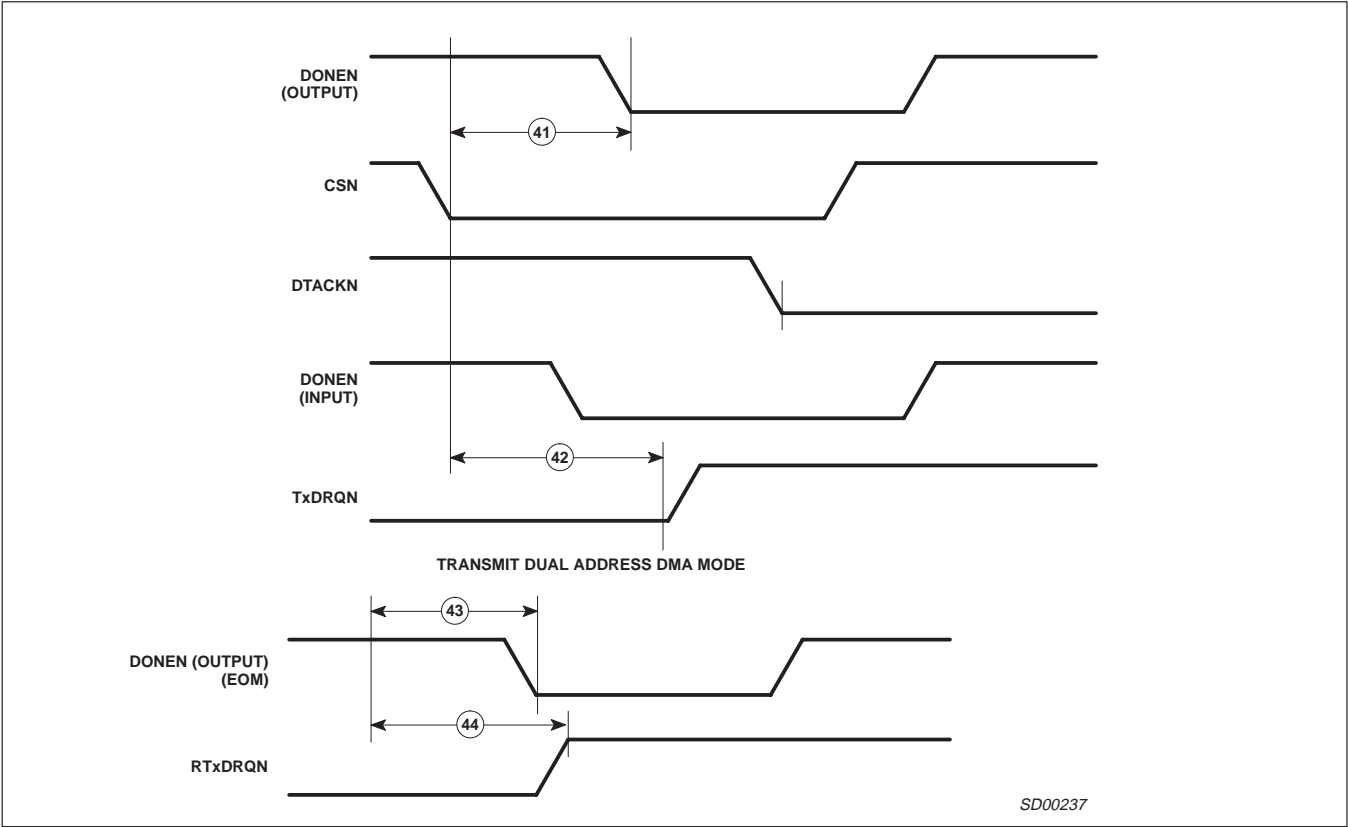 DONEN
(OUTPUT)
41
CSN
DTACKN
DONEN
(INPUT)
42
TxDRQN
TRANSMIT DUAL ADDRESS DMA MODE
43
DONEN (OUTPUT)
(EOM)
44
RTxDRQN
SD00237